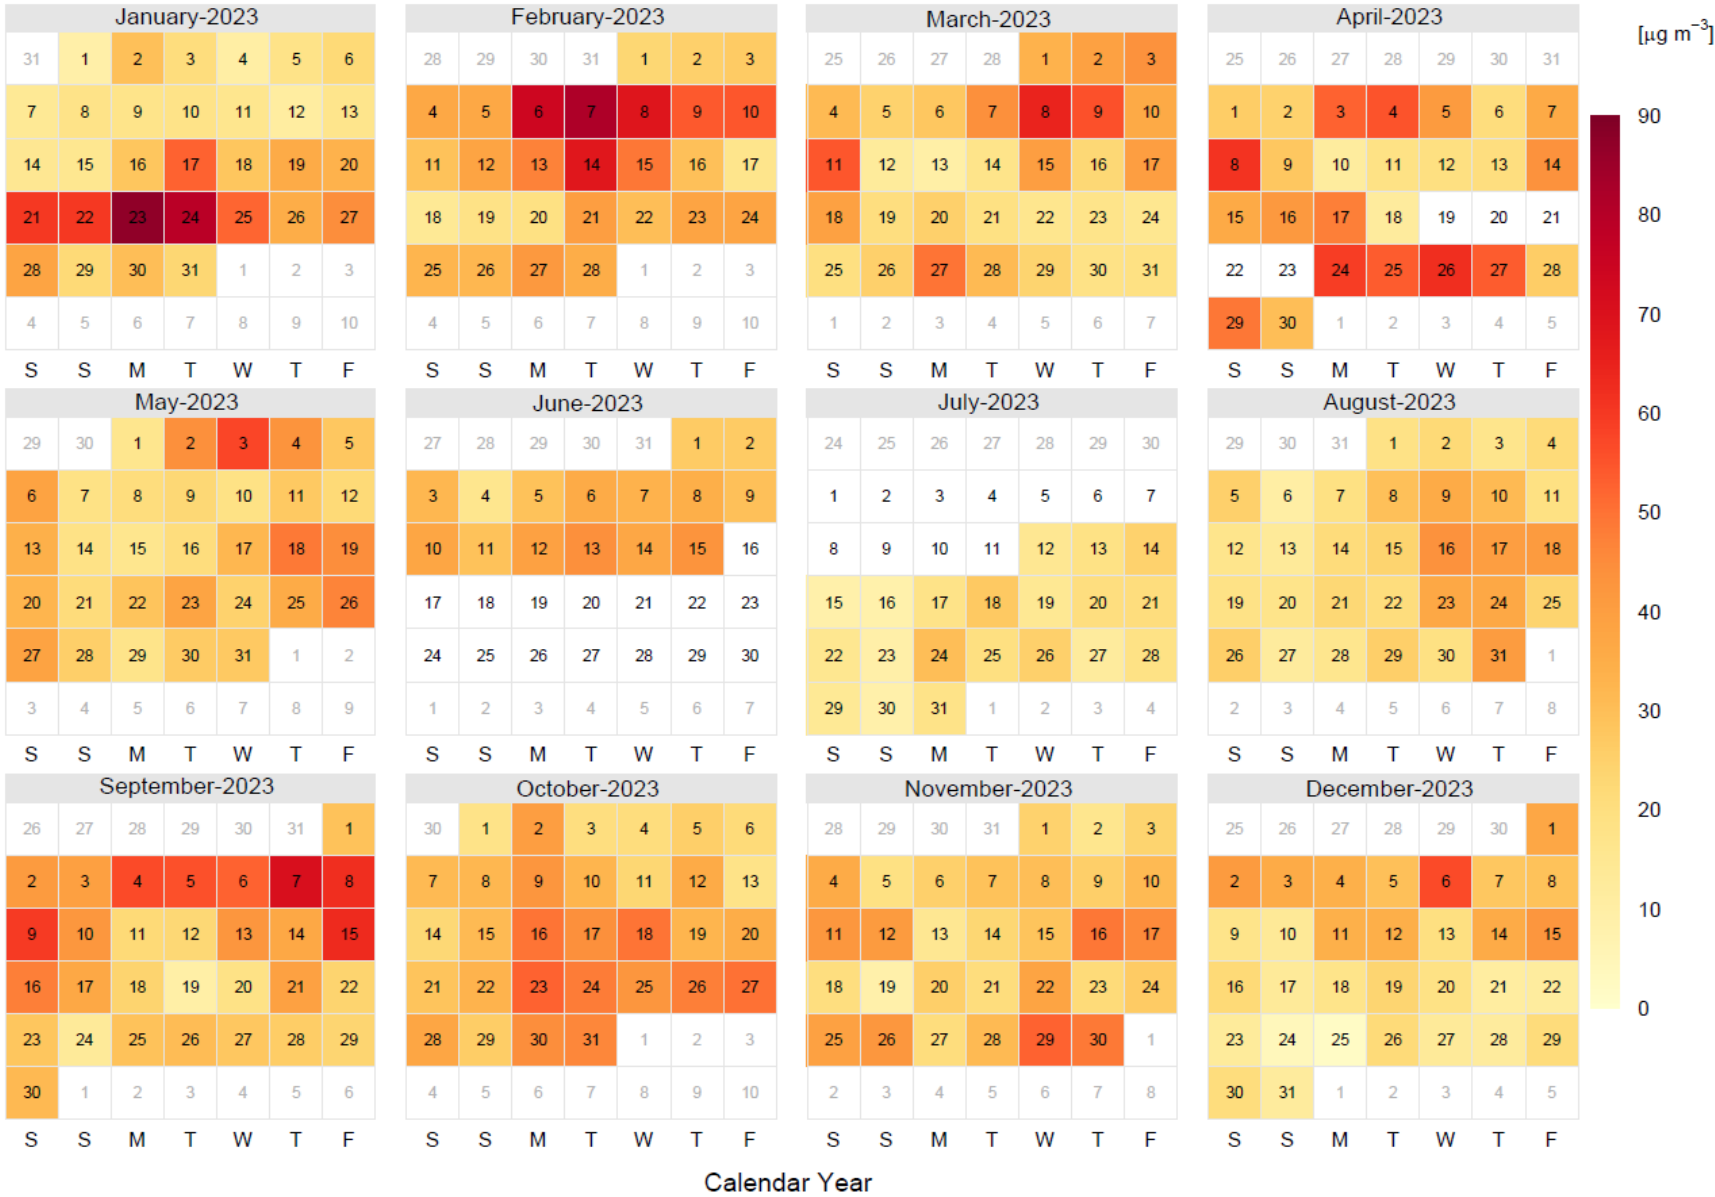 January-2023 February-2023 March-2023 April-2023 [μg m⁻³]
31 1 2 3 4 5 6 28 29 30 31 1 2 3 25 26 27 28 1 2 3 25 26 27 28 29 30 31
7 8 9 10 11 12 13 4 5 6 7 8 9 10 4 5 6 7 8 9 10 1 2 3 4 5 6 7 90
14 15 16 17 18 19 20 11 12 13 14 15 16 17 11 12 13 14 15 16 17 8 9 10 11 12 13 14
21 22 23 24 25 26 27 18 19 20 21 22 23 24 18 19 20 21 22 23 24 15 16 17 18 19 20 21 80
28 29 30 31 1 2 3 25 26 27 28 1 2 3 25 26 27 28 29 30 31 22 23 24 25 26 27 28
4 5 6 7 8 9 10 4 5 6 7 8 9 10 1 2 3 4 5 6 7 29 30 1 2 3 4 5 70
S S M T W T F S S M T W T F S S M T W T F S S M T W T F
May-2023 June-2023 July-2023 August-2023 60
29 30 1 2 3 4 5 27 28 29 30 31 1 2 24 25 26 27 28 29 30 29 30 31 1 2 3 4
6 7 8 9 10 11 12 3 4 5 6 7 8 9 1 2 3 4 5 6 7 5 6 7 8 9 10 11 50
13 14 15 16 17 18 19 10 11 12 13 14 15 16 8 9 10 11 12 13 14 12 13 14 15 16 17 18
20 21 22 23 24 25 26 17 18 19 20 21 22 23 15 16 17 18 19 20 21 19 20 21 22 23 24 25 40
27 28 29 30 31 1 2 24 25 26 27 28 29 30 22 23 24 25 26 27 28 26 27 28 29 30 31 1
3 4 5 6 7 8 9 1 2 3 4 5 6 7 29 30 31 1 2 3 4 2 3 4 5 6 7 8 30
S S M T W T F S S M T W T F S S M T W T F S S M T W T F
September-2023 October-2023 November-2023 December-2023
26 27 28 29 30 31 1 30 1 2 3 4 5 6 28 29 30 31 1 2 3 25 26 27 28 29 30 1 20
2 3 4 5 6 7 8 7 8 9 10 11 12 13 4 5 6 7 8 9 10 2 3 4 5 6 7 8
9 10 11 12 13 14 15 14 15 16 17 18 19 20 11 12 13 14 15 16 17 9 10 11 12 13 14 15 10
16 17 18 19 20 21 22 21 22 23 24 25 26 27 18 19 20 21 22 23 24 16 17 18 19 20 21 22 0
23 24 25 26 27 28 29 28 29 30 31 1 2 3 25 26 27 28 29 30 1 23 24 25 26 27 28 29
30 1 2 3 4 5 6 4 5 6 7 8 9 10 2 3 4 5 6 7 8 30 31 1 2 3 4 5
S S M T W T F S S M T W T F S S M T W T F S S M T W T F
Calendar Year